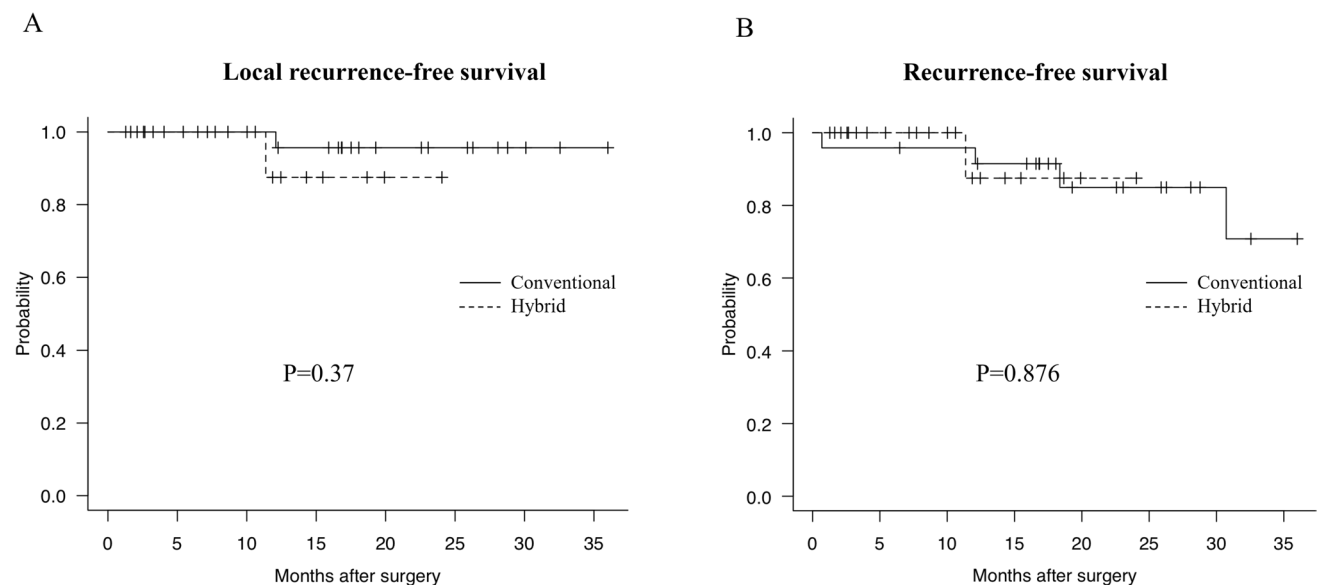 A
Local recurrence-free survival
Probability
1.0
0.8
0.6
0.4
0.2
0.0
Conventional
Hybrid
P=0.37
0 5 10 15 20 25 30 35
Months after surgery
B
Recurrence-free survival
Probability
1.0
0.8
0.6
0.4
0.2
0.0
Conventional
Hybrid
P=0.876
0 5 10 15 20 25 30 35
Months after surgery